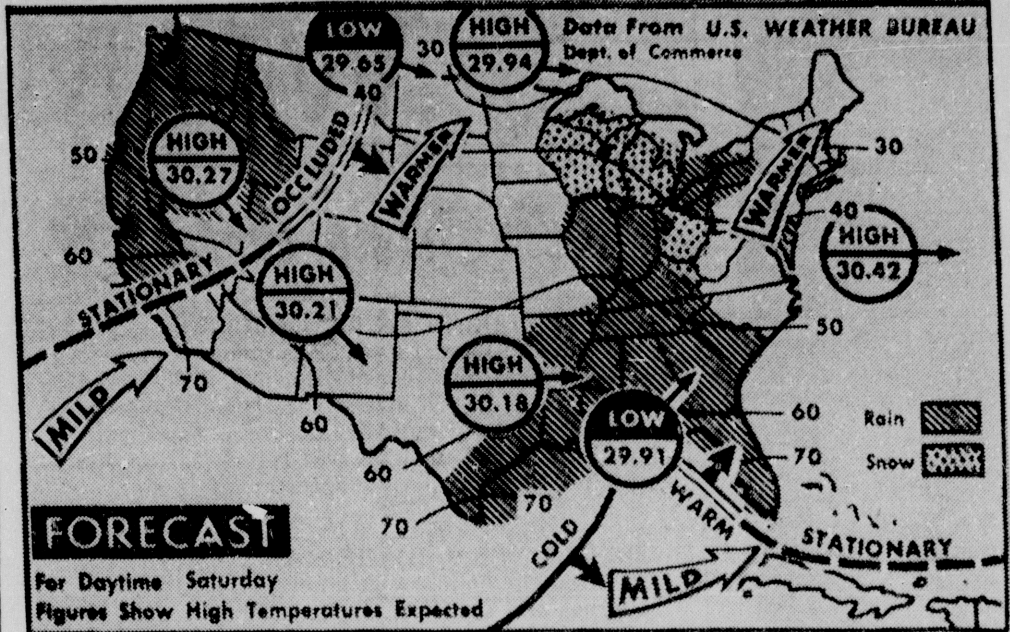 Data From U.S. WEATHER BUREAU
Dept. of Commerce
LOW
29.65
HIGH
29.94
30
40
HIGH
30.27
50
OCCLUDED
WARMER
WARMER
30
40
HIGH
30.42
60
STATIONARY
HIGH
30.21
50
MILD
70
60
HIGH
30.18
LOW
29.91
60
70
Rain
Snow
60
70
70
WARM
COLD
STATIONARY
MILD
FORECAST
For Daytime Saturday
Figures Show High Temperatures Expected